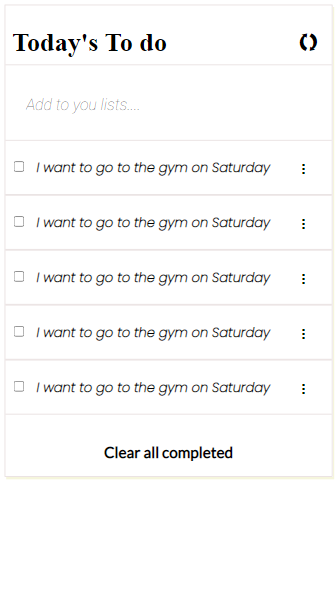 Today's To do
Add to you lists....
I want to go to the gym on Saturday
I want to go to the gym on Saturday
I want to go to the gym on Saturday
I want to go to the gym on Saturday
I want to go to the gym on Saturday
Clear all completed